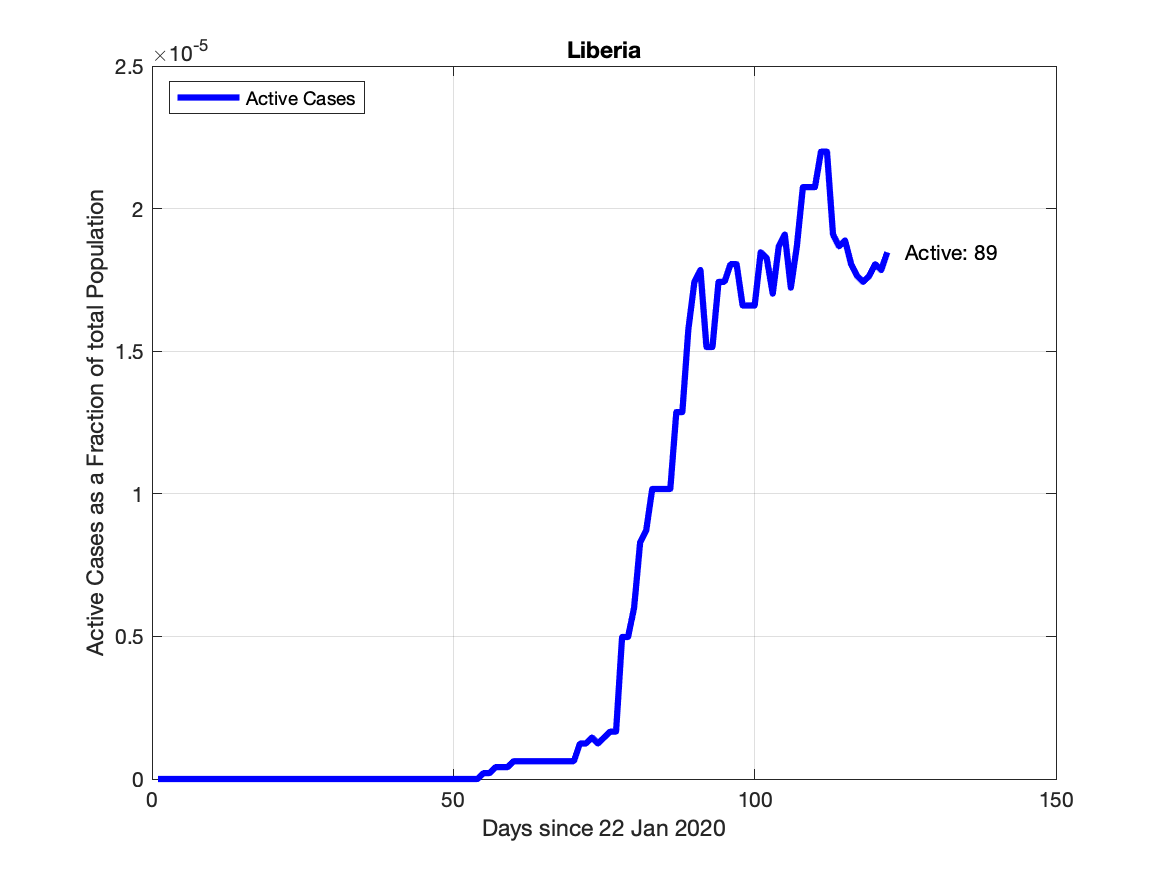 Liberia
×10-5
Active Cases
2.5
2
1.5
1
0.5
0
Active Cases as a Fraction of total Population
Active: 89
0 50 100 150
Days since 22 Jan 2020